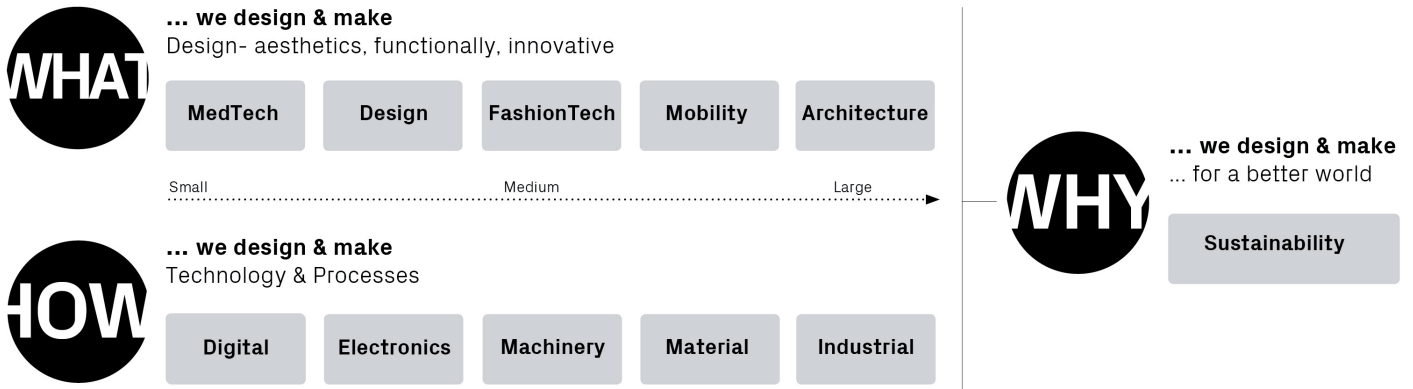 WHAT
... we design & make
Design- aesthetics, functionally, innovative
MedTech
Design
FashionTech
Mobility
Architecture
Small
Medium
Large
HOW
... we design & make
Technology & Processes
Digital
Electronics
Machinery
Material
Industrial
WHY
... we design & make
... for a better world
Sustainability